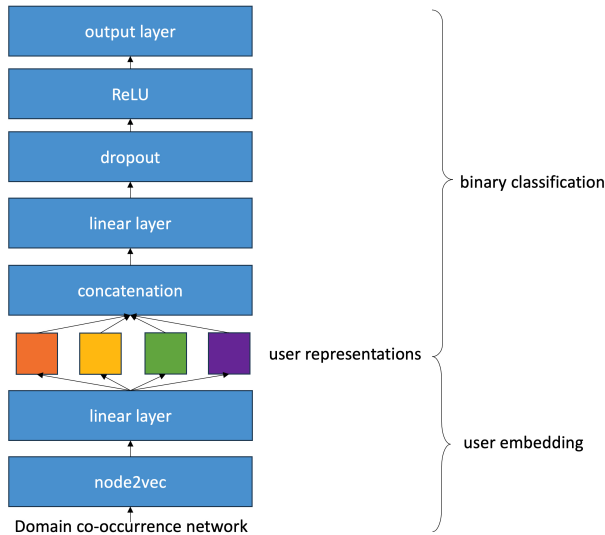 output layer
ReLU
dropout
linear layer
binary classification
concatenation
user representations
linear layer
user embedding
node2vec
Domain co-occurrence network